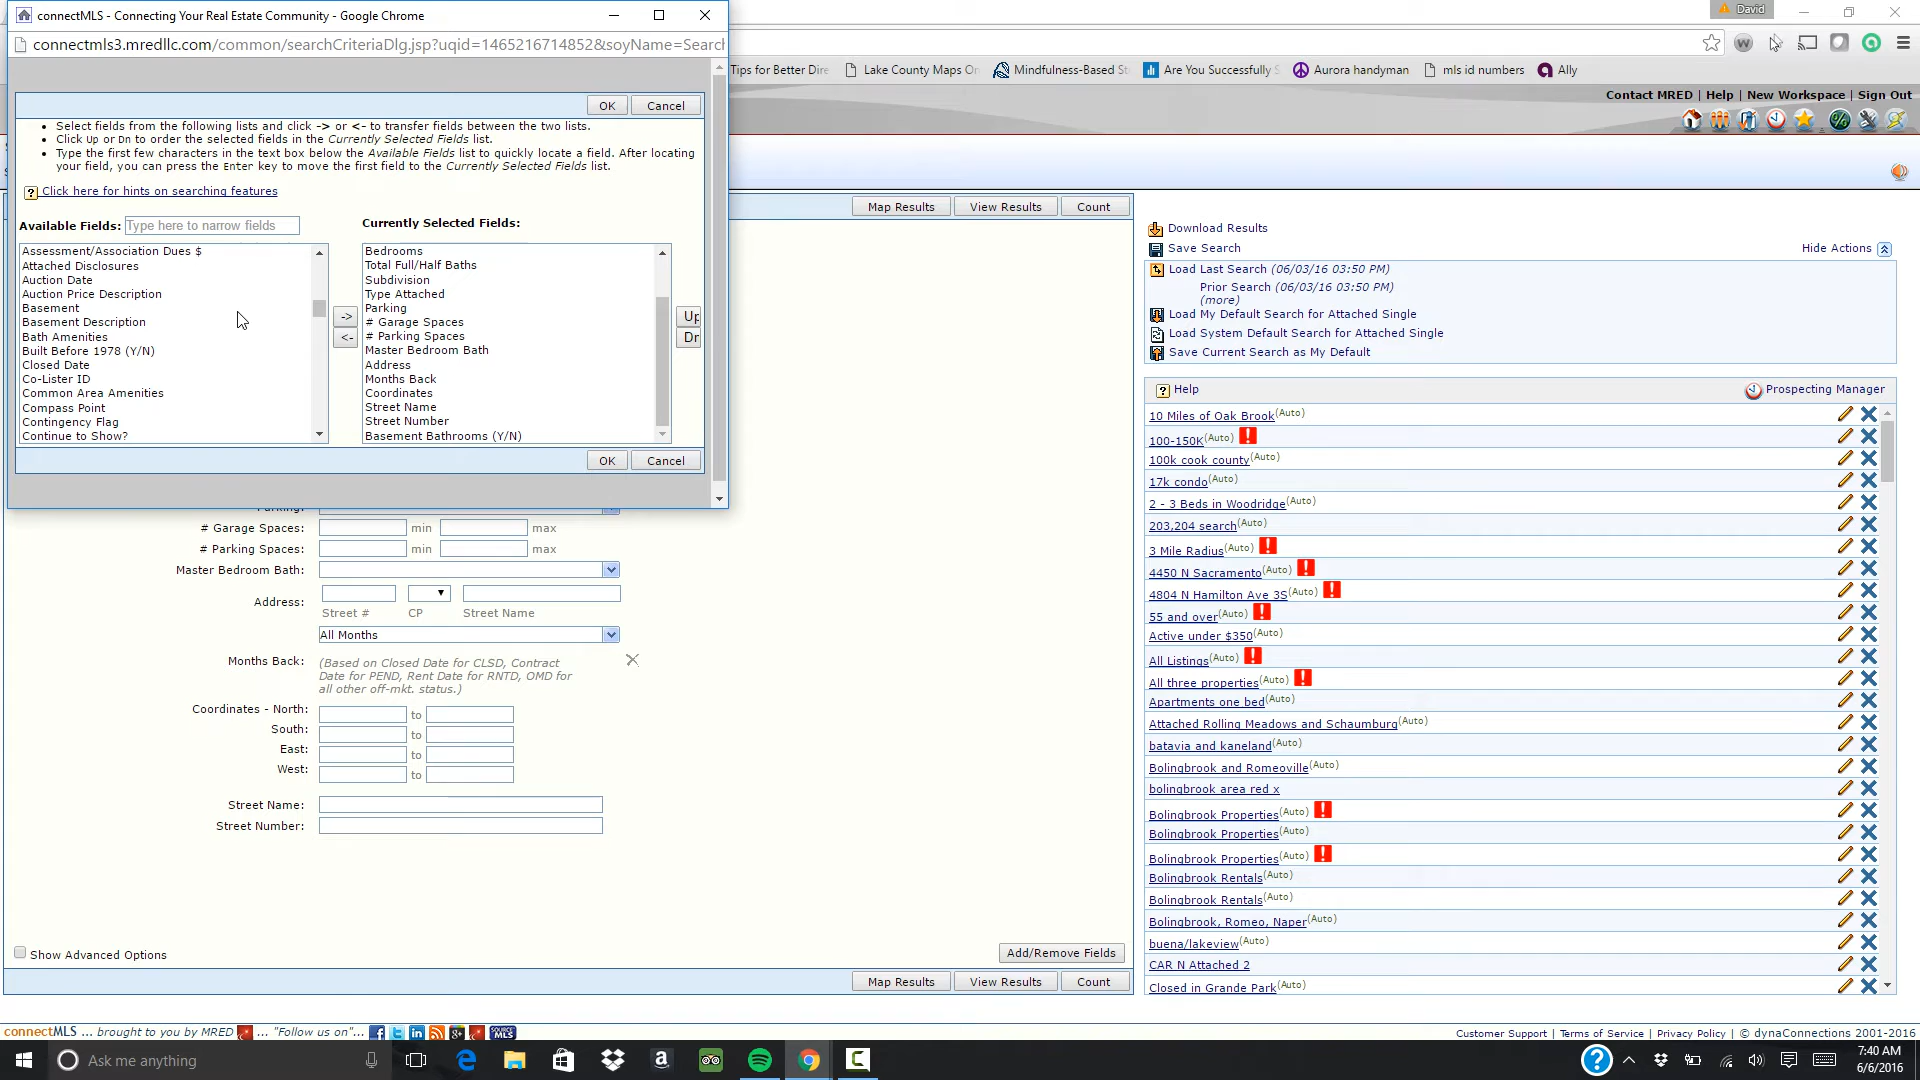 connectMLS - Connecting Your Real Estate Community - Google Chrome
David
connectmls3.mredllc.com/common/searchCriteriaDlg.jsp?uqid=1465216714852&soyName=Searc
Tips for Better Dire
Lake County Maps On
Mindfulness-Based St
Are You Successfully S
Aurora handyman
mls id numbers
Ally
Contact MRED | Help | New Workspace | Sign Out
OK
Cancel
Select fields from the following lists and click -> or <- to transfer fields between the two lists.
Click Up or Dn to order the selected fields in the Currently Selected Fields list.
Type the first few characters in the text box below the Available Fields list to quickly locate a field. After locating
your field, you can press the Enter key to move the first field to the Currently Selected Fields list.
Click here for hints on searching features
Available Fields:
Type here to narrow fields
Currently Selected Fields:
Assessment/Association Dues $
Attached Disclosures
Auction Date
Auction Price Description
Basement
Basement Description
Bath Amenities
Built Before 1978 (Y/N)
Closed Date
Co-Lister ID
Common Area Amenities
Compass Point
Contingency Flag
Continue to Show?
->
<-
Bedrooms
Total Full/Half Baths
Subdivision
Type Attached
Parking
# Garage Spaces
# Parking Spaces
Master Bedroom Bath
Address
Months Back
Coordinates
Street Name
Street Number
Basement Bathrooms (Y/N)
Up
Dn
OK
Cancel
Map Results
View Results
Count
# Garage Spaces:
min
max
# Parking Spaces:
min
max
Master Bedroom Bath:
Address:
Street #
CP
Street Name
All Months
Months Back:
(Based on Closed Date for CLSD, Contract
Date for PEND, Rent Date for RNTD, OMD for
all other off-mkt. status.)
Coordinates - North:
to
South:
to
East:
to
West:
to
Street Name:
Street Number:
Show Advanced Options
Add/Remove Fields
Map Results
View Results
Count
Download Results
Save Search
Hide Actions
Load Last Search (06/03/16 03:50 PM)
Prior Search (06/03/16 03:50 PM)
(more)
Load My Default Search for Attached Single
Load System Default Search for Attached Single
Save Current Search as My Default
Help
Prospecting Manager
10 Miles of Oak Brook(Auto)
100-150K(Auto)
100k cook county(Auto)
17k condo(Auto)
2 - 3 Beds in Woodridge(Auto)
203,204 search(Auto)
3 Mile Radius(Auto)
4450 N Sacramento(Auto)
4804 N Hamilton Ave 3S(Auto)
55 and over(Auto)
Active under $350(Auto)
All Listings(Auto)
All three properties(Auto)
Apartments one bed(Auto)
Attached Rolling Meadows and Schaumburg(Auto)
batavia and kaneland(Auto)
Bolingbrook and Romeoville(Auto)
bolingbrook area red x
Bolingbrook Properties(Auto)
Bolingbrook Properties(Auto)
Bolingbrook Properties(Auto)
Bolingbrook Rentals(Auto)
Bolingbrook Rentals(Auto)
Bolingbrook, Romeo, Naper(Auto)
buena/lakeview(Auto)
CAR N Attached 2
Closed in Grande Park(Auto)
connectMLS ... brought to you by MRED ... "Follow us on"...
SOURCE MLS
Customer Support | Terms of Service | Privacy Policy | © dynaConnections 2001-2016
Ask me anything
7:40 AM
6/6/2016